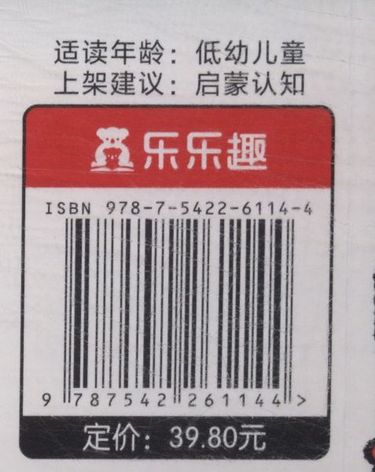 适读年龄：低幼儿童
上架建议：启蒙认知
乐乐趣
ISBN 978-7-5422-6114-4
9 787542 261144 >
定价：39.80元